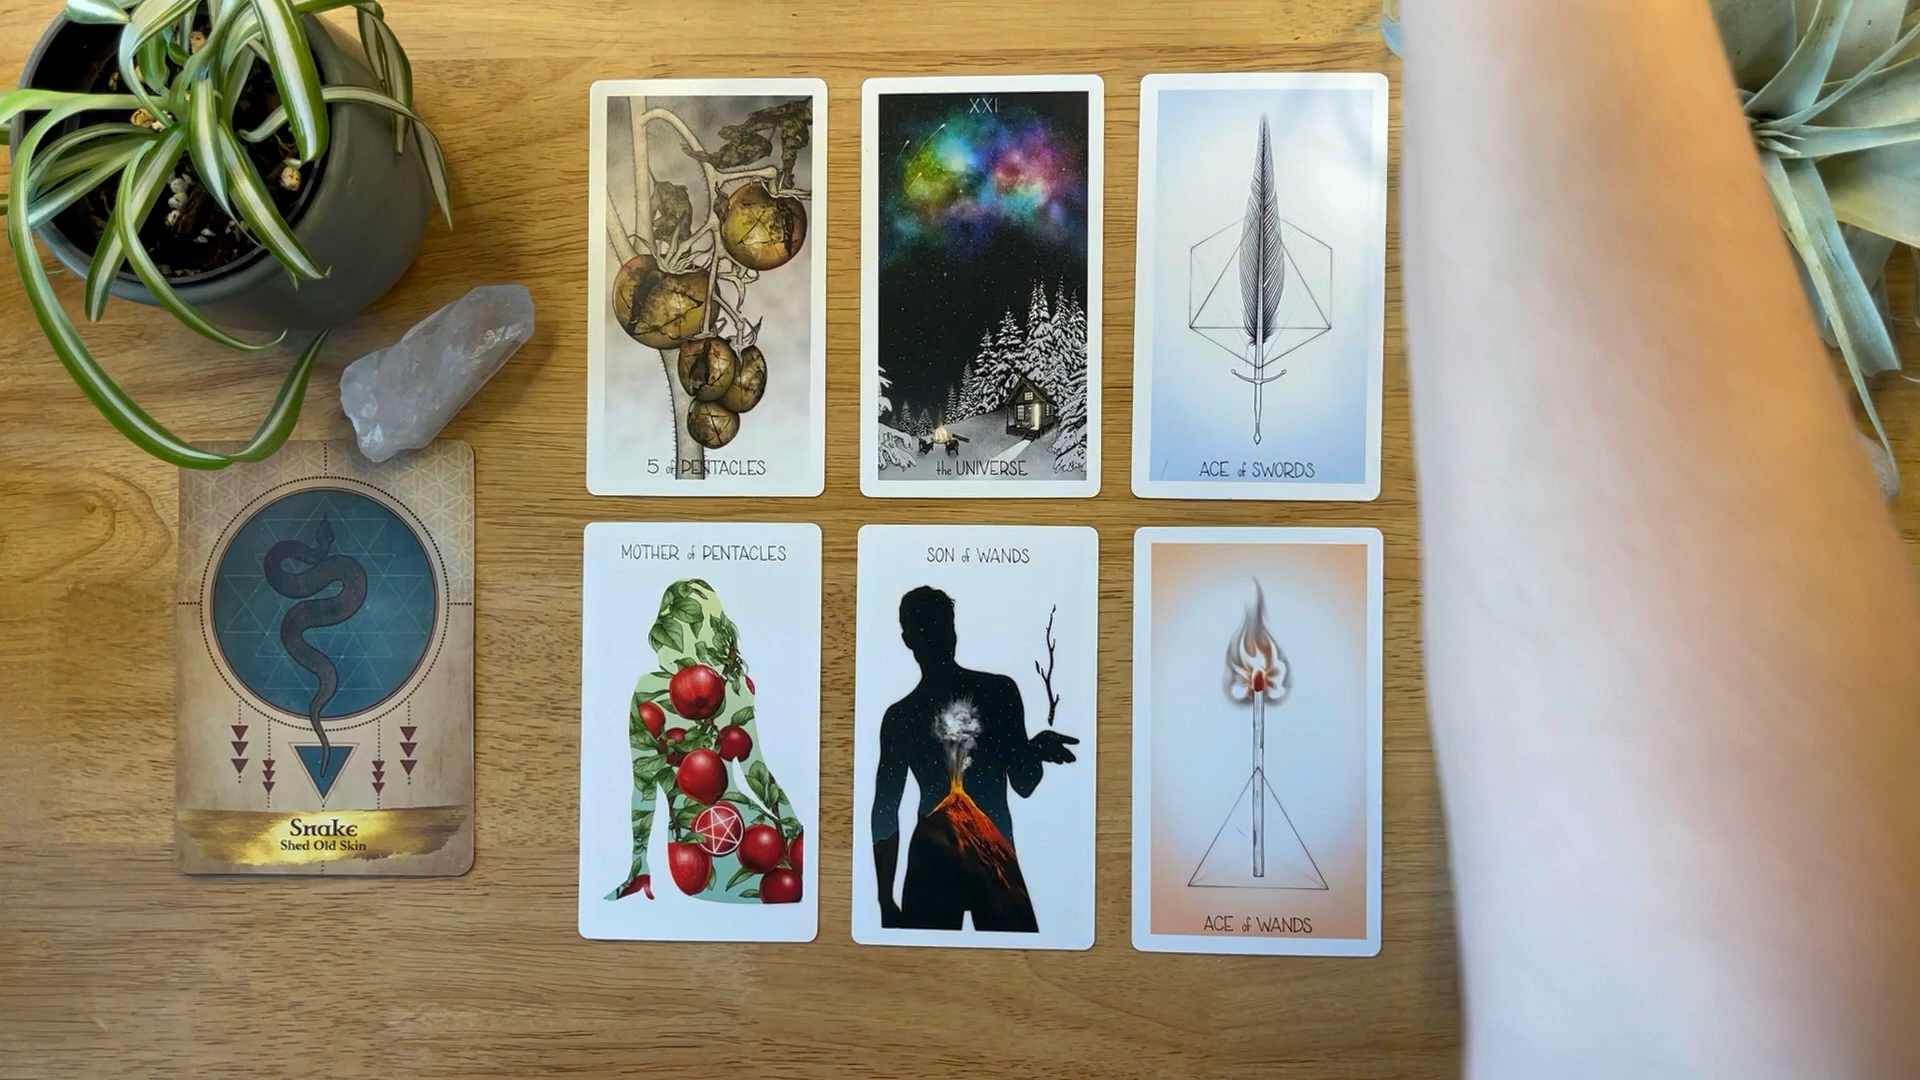 XXI
5 of PENTACLES
the UNIVERSE
ACE of SWORDS
MOTHER of PENTACLES
SON of WANDS
ACE of WANDS
Snake
Shed Old Skin